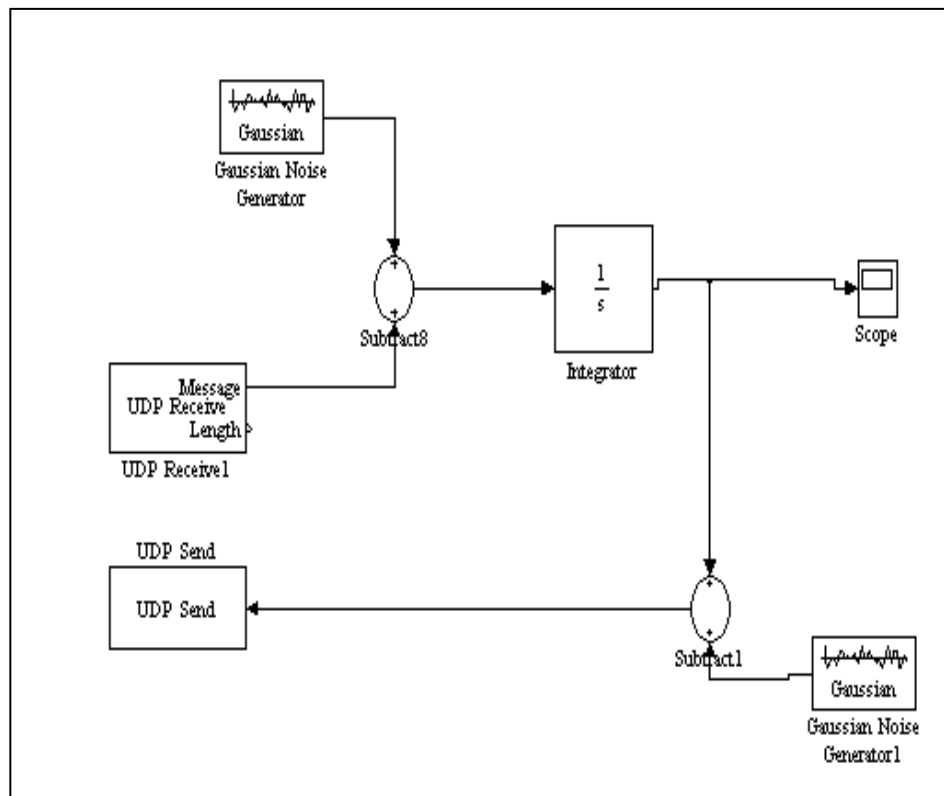 Gaussian
Gaussian Noise
Generator
+
+
Subtract8
1
s
Integrator
Scope
Message
UDP Receive
Length
UDP Receive1
UDP Send
UDP Send
+
+
Subtract1
Gaussian
Gaussian Noise
Generator1